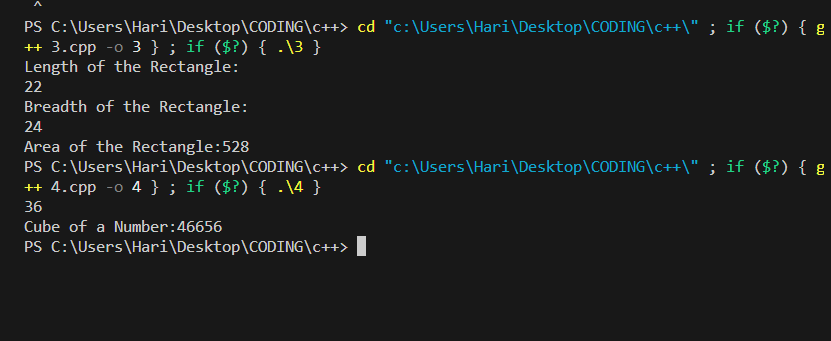 ^
PS C:\Users\Hari\Desktop\CODING\c++> cd "c:\Users\Hari\Desktop\CODING\c++\" ; if ($?) { g
++ 3.cpp -o 3 } ; if ($?) { .\3 }
Length of the Rectangle:
22
Breadth of the Rectangle:
24
Area of the Rectangle:528
PS C:\Users\Hari\Desktop\CODING\c++> cd "c:\Users\Hari\Desktop\CODING\c++\" ; if ($?) { g
++ 4.cpp -o 4 } ; if ($?) { .\4 }
36
Cube of a Number:46656
PS C:\Users\Hari\Desktop\CODING\c++>